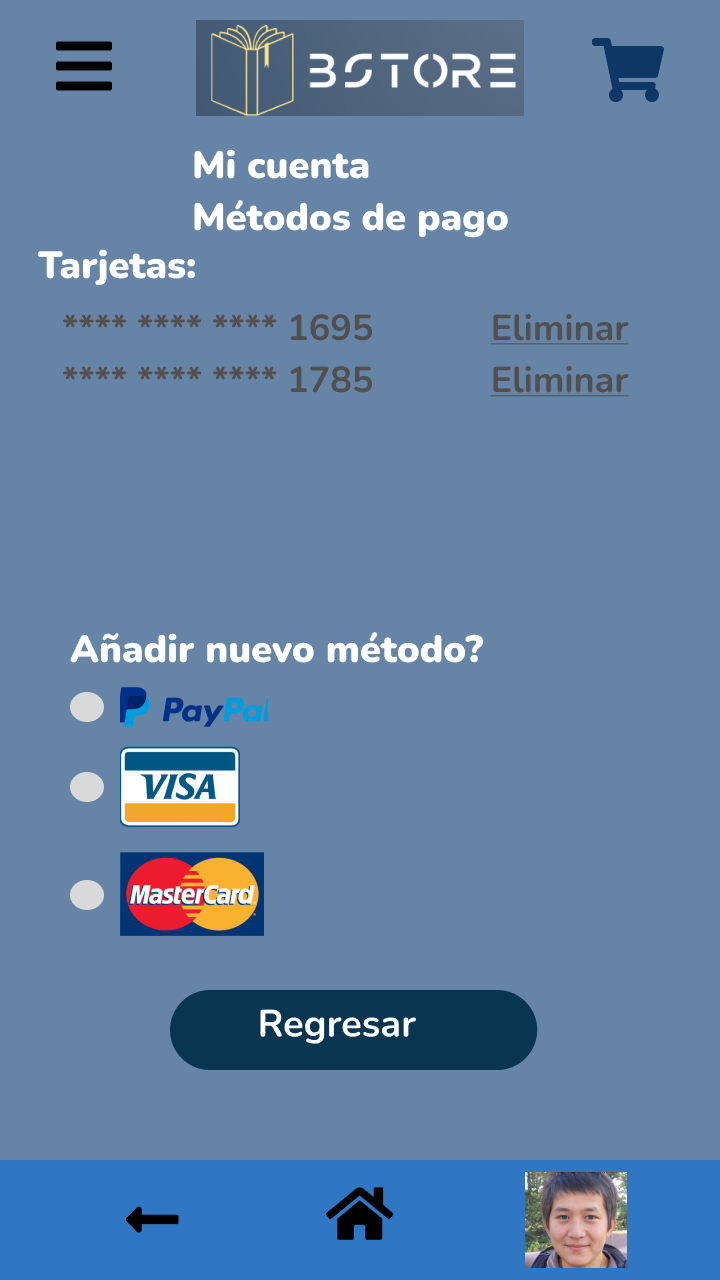 BSTORE
Mi cuenta
Métodos de pago
Tarjetas:
**** **** **** 1695 Eliminar
**** **** **** 1785 Eliminar
Añadir nuevo método?
PayPal
VISA
MasterCard
Regresar